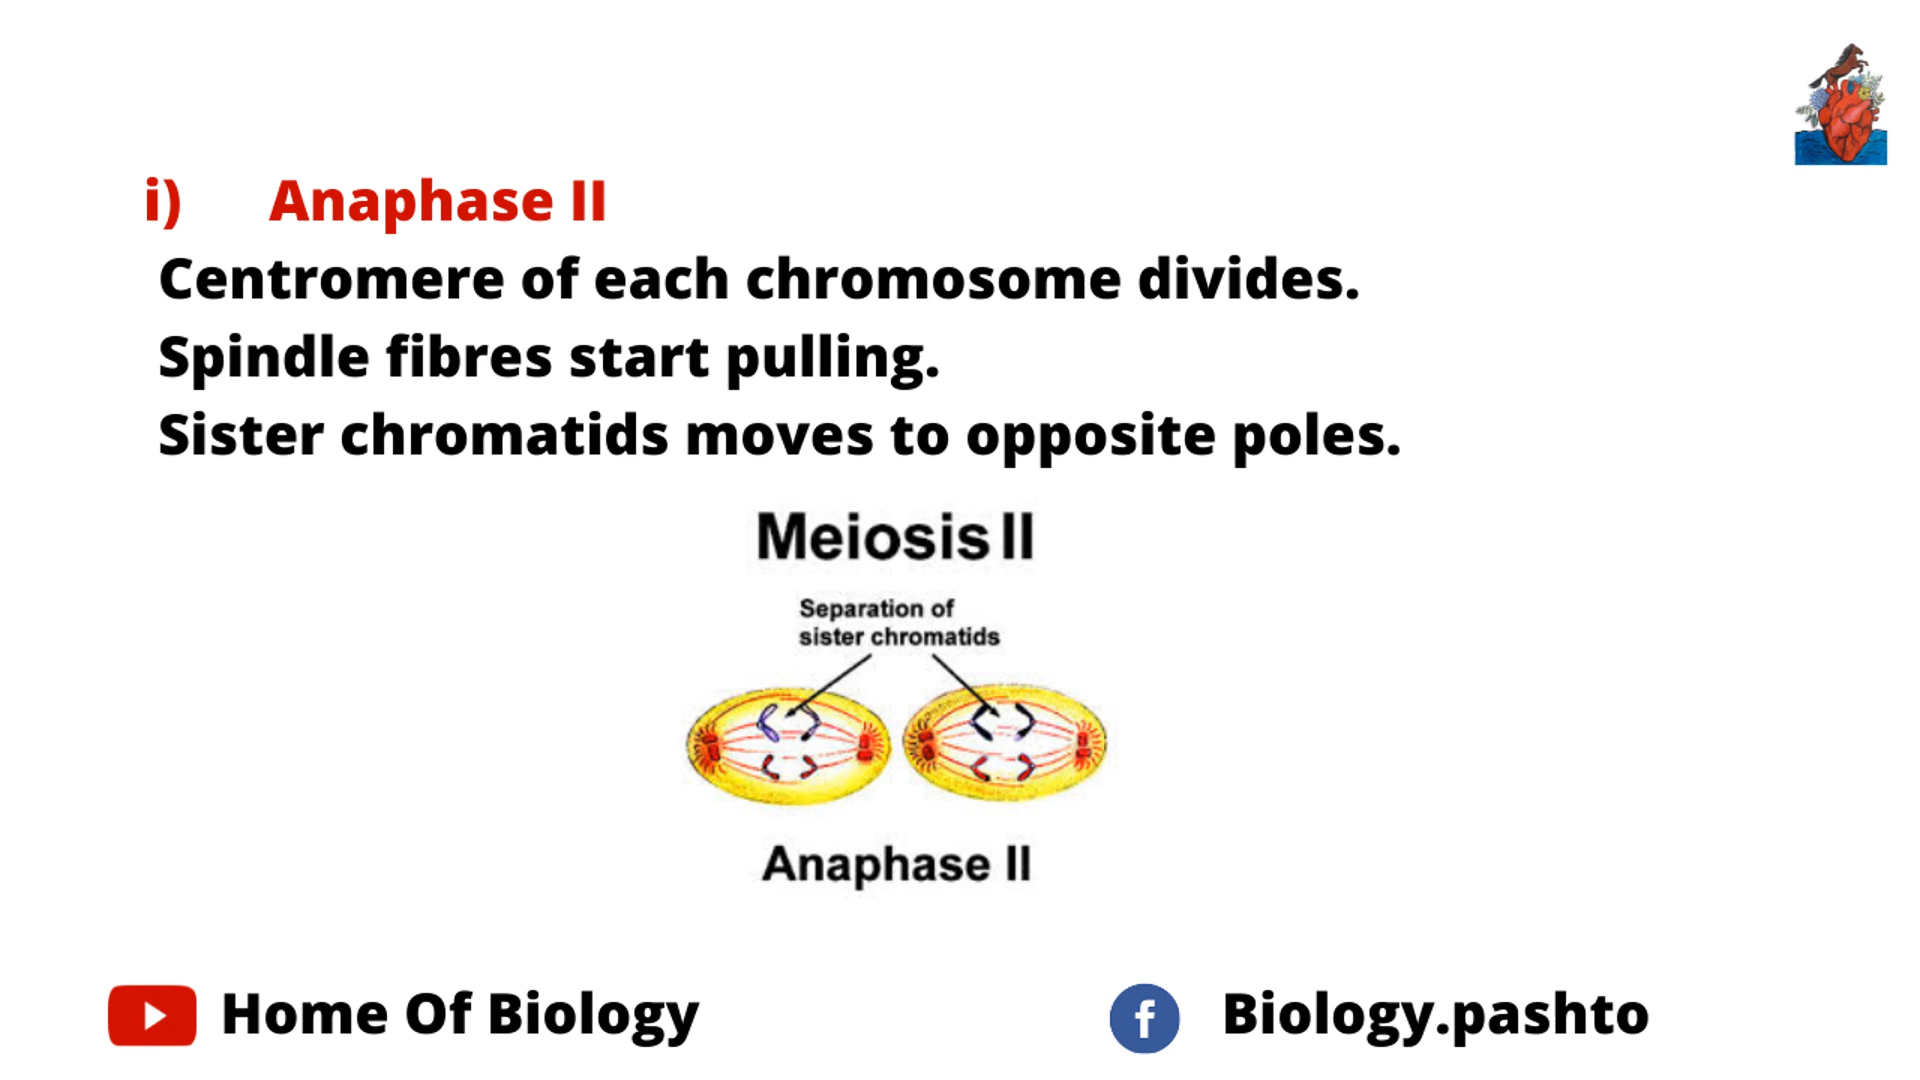 i) Anaphase II
Centromere of each chromosome divides.
Spindle fibres start pulling.
Sister chromatids moves to opposite poles.
Meiosis II
Separation of
sister chromatids
Anaphase II
Home Of Biology
Biology.pashto